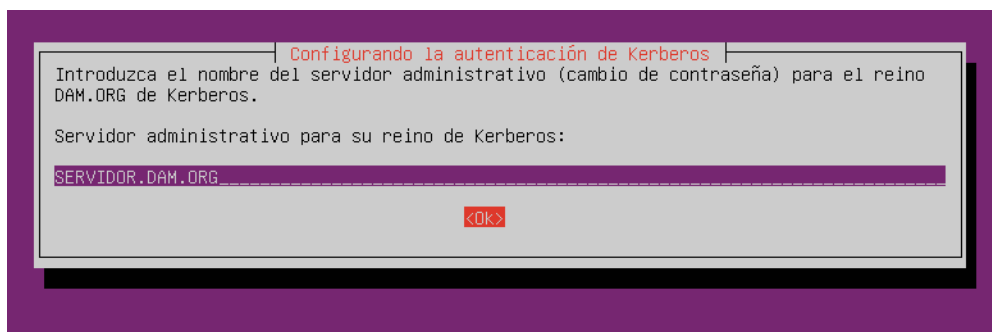 Configurando la autenticación de Kerberos
Introduzca el nombre del servidor administrativo (cambio de contraseña) para el reino
DAM.ORG de Kerberos.
Servidor administrativo para su reino de Kerberos:
SERVIDOR.DAM.ORG
<Ok>